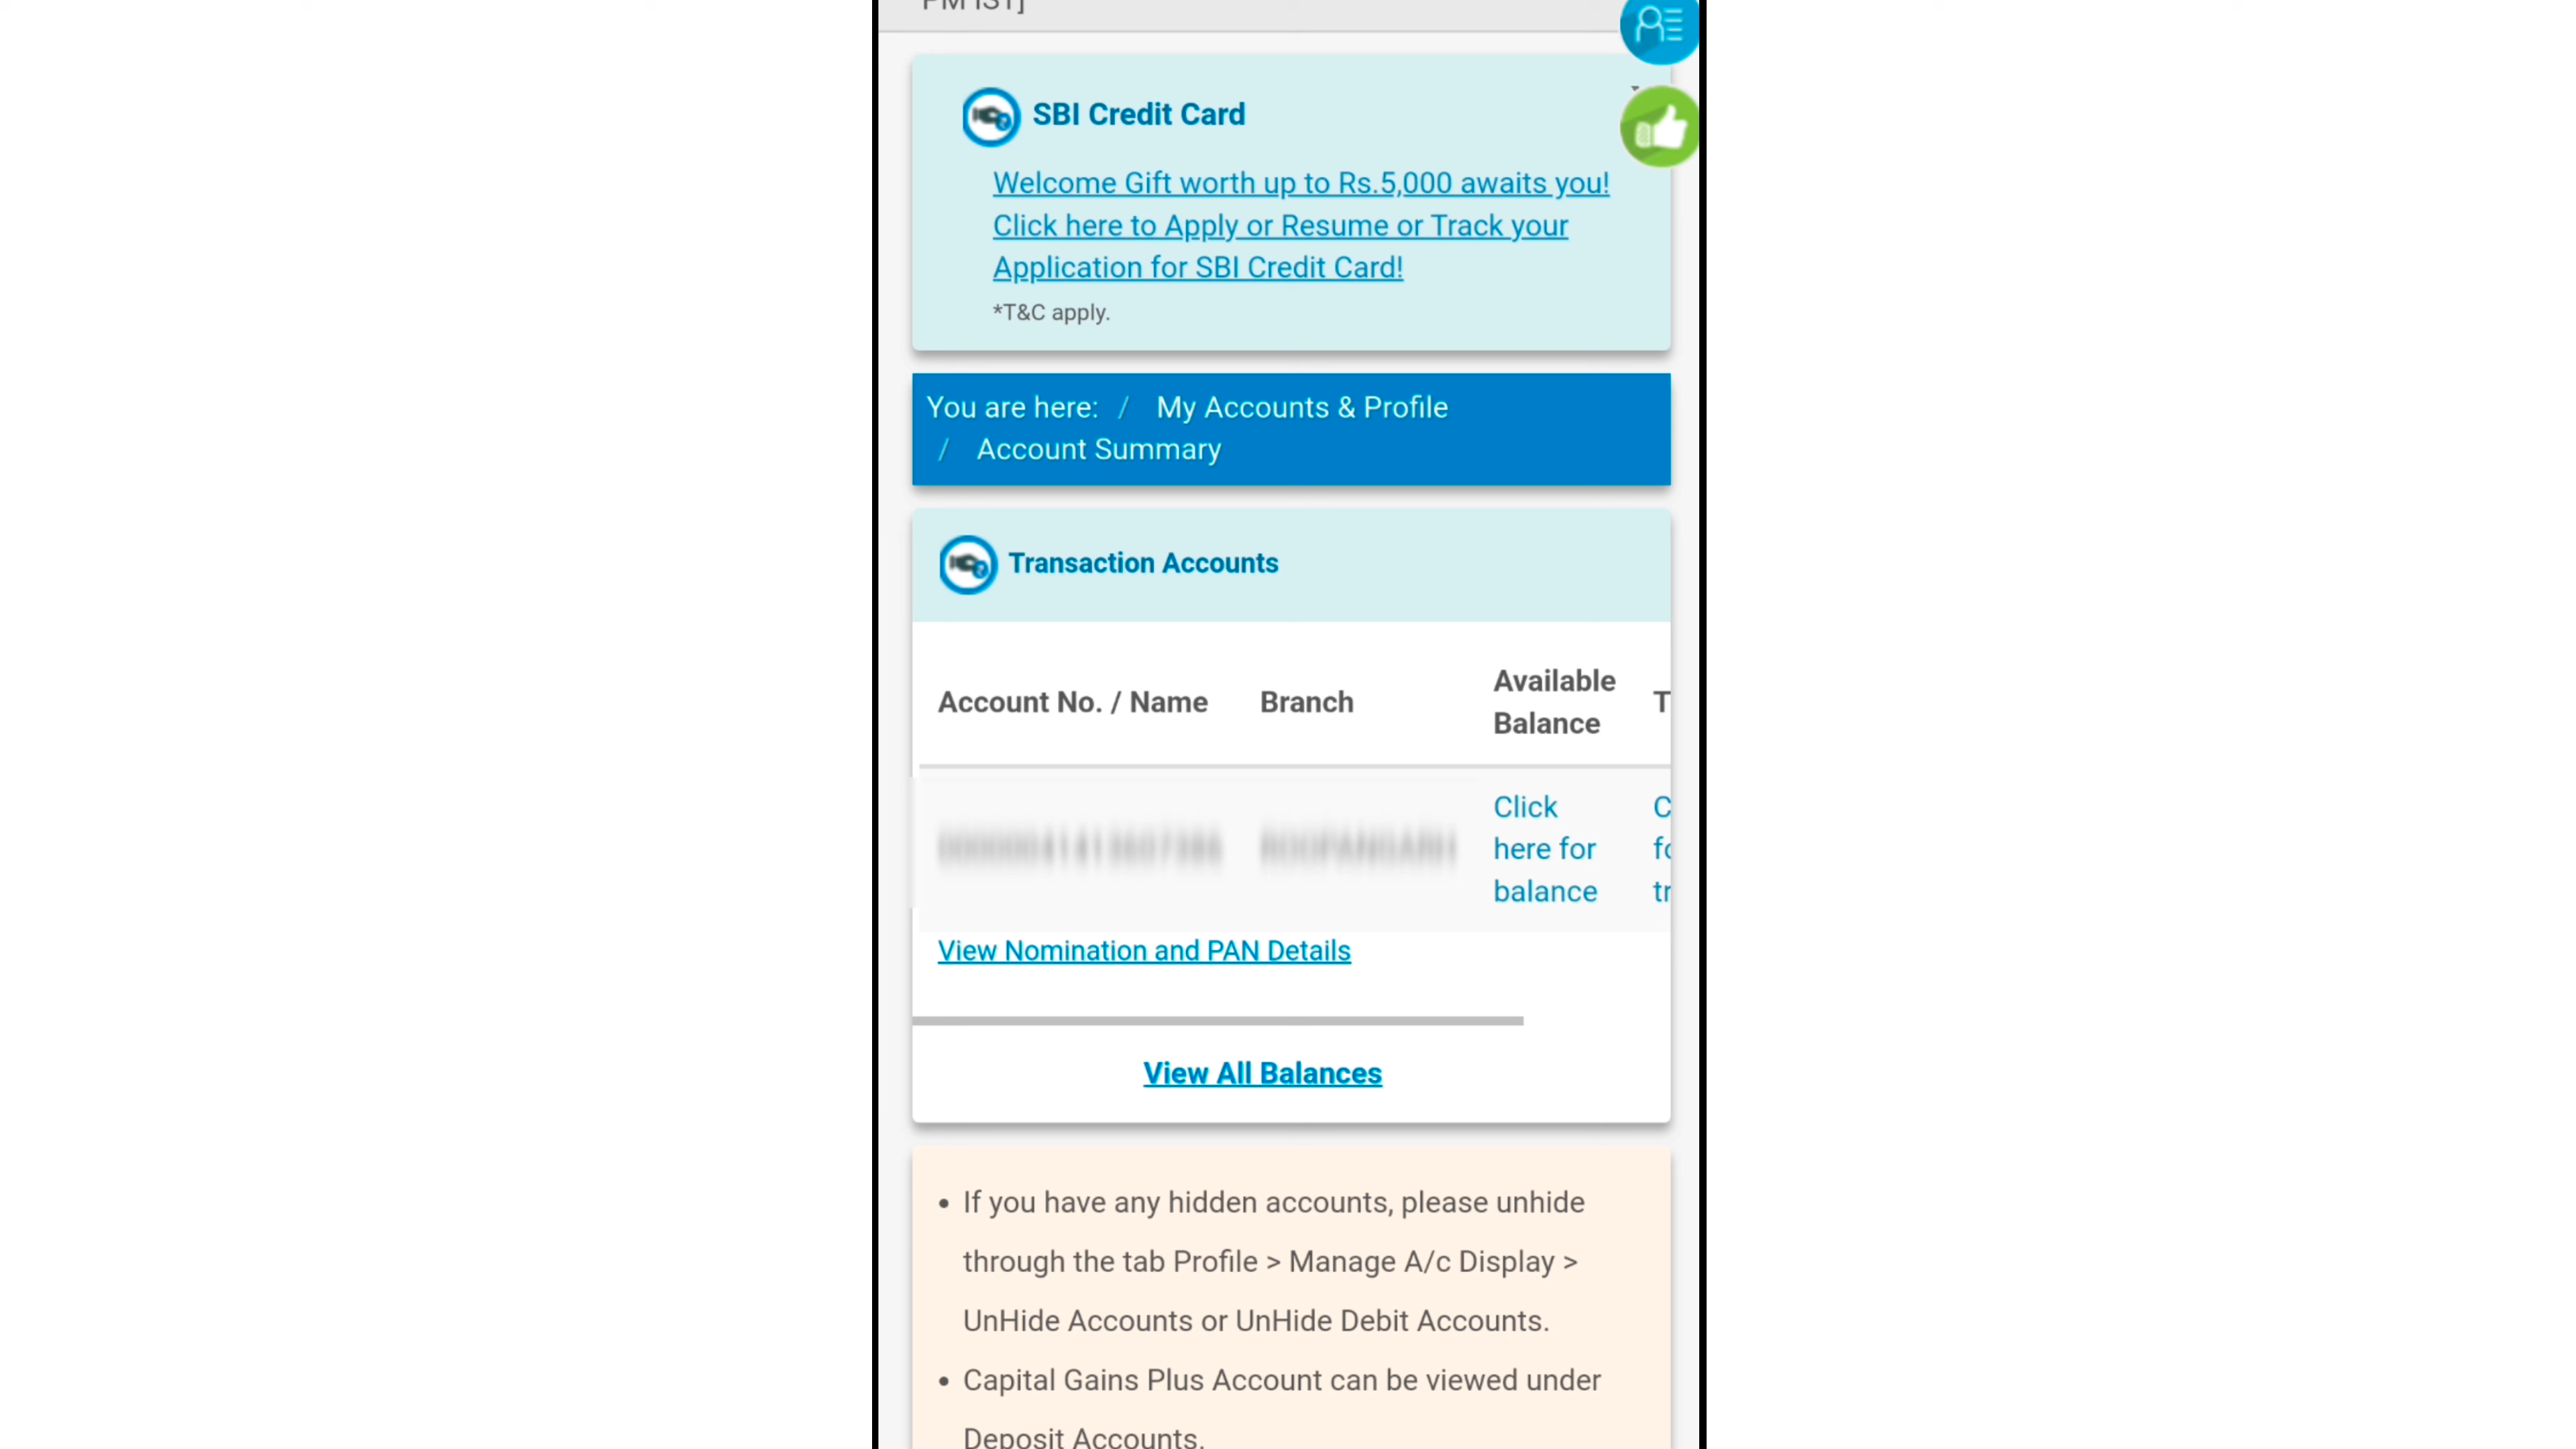 PM IST]
SBI Credit Card
Welcome Gift worth up to Rs.5,000 awaits you!
Click here to Apply or Resume or Track your
Application for SBI Credit Card!
*T&C apply.
You are here: / My Accounts & Profile
/ Account Summary
Transaction Accounts
Account No. / Name Branch Available Balance T
Click here for balance
View Nomination and PAN Details
View All Balances
• If you have any hidden accounts, please unhide
through the tab Profile > Manage A/c Display >
UnHide Accounts or UnHide Debit Accounts.
• Capital Gains Plus Account can be viewed under
Deposit Accounts.